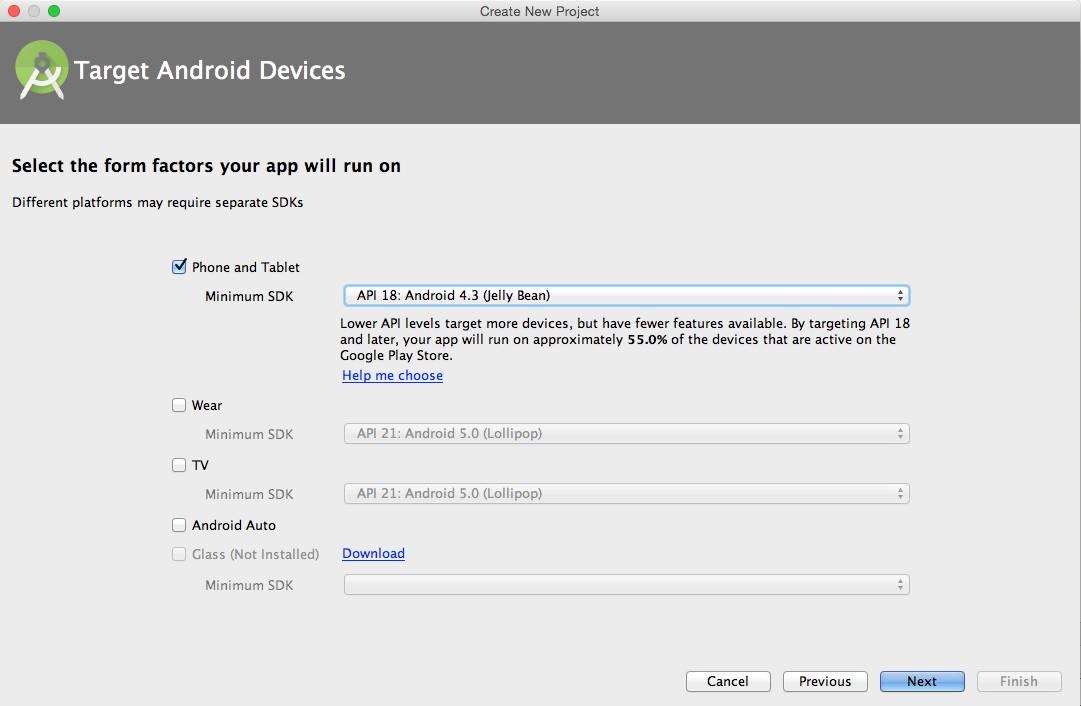 Create New Project
Target Android Devices
Select the form factors your app will run on
Different platforms may require separate SDKs
Phone and Tablet
Minimum SDK
API 18: Android 4.3 (Jelly Bean)
Lower API levels target more devices, but have fewer features available. By targeting API 18
and later, your app will run on approximately 55.0% of the devices that are active on the
Google Play Store.
Help me choose
Wear
Minimum SDK
API 21: Android 5.0 (Lollipop)
TV
Minimum SDK
API 21: Android 5.0 (Lollipop)
Android Auto
Glass (Not Installed)
Download
Minimum SDK
Cancel
Previous
Next
Finish